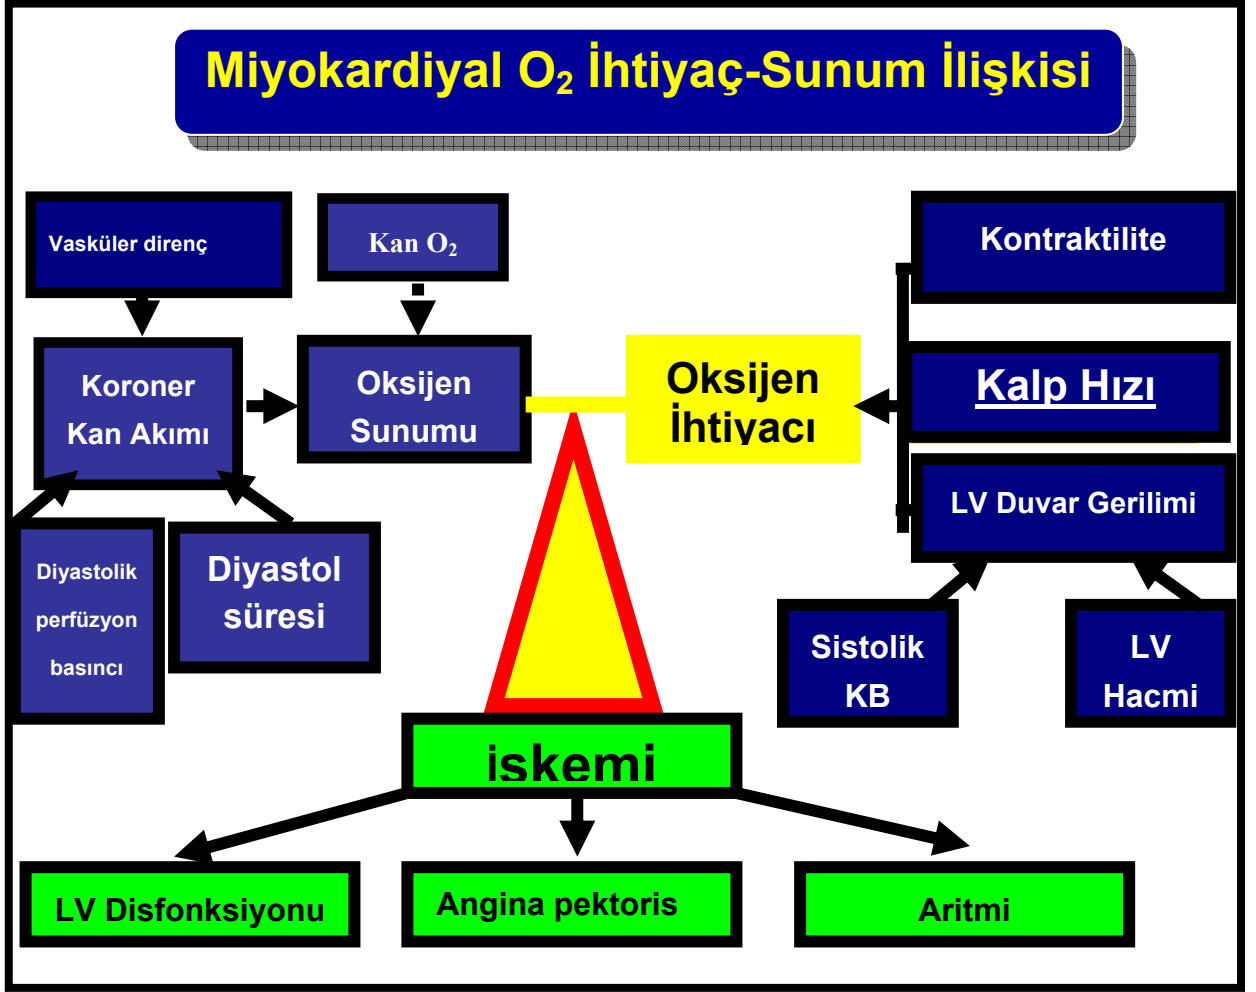 Miyokardiyal O₂ İhtiyaç-Sunum İlişkisi
Vasküler direnç
Kan O₂
Kontraktilite
Koroner
Kan Akımı
Oksijen
Sunumu
Oksijen
İhtiyacı
Kalp Hızı
LV Duvar Gerilimi
Diyastolik
perfüzyon
basıncı
Diyastol
süresi
Sistolik
KB
LV
Hacmi
İskemi
LV Disfonksiyonu
Angina pektoris
Aritmi